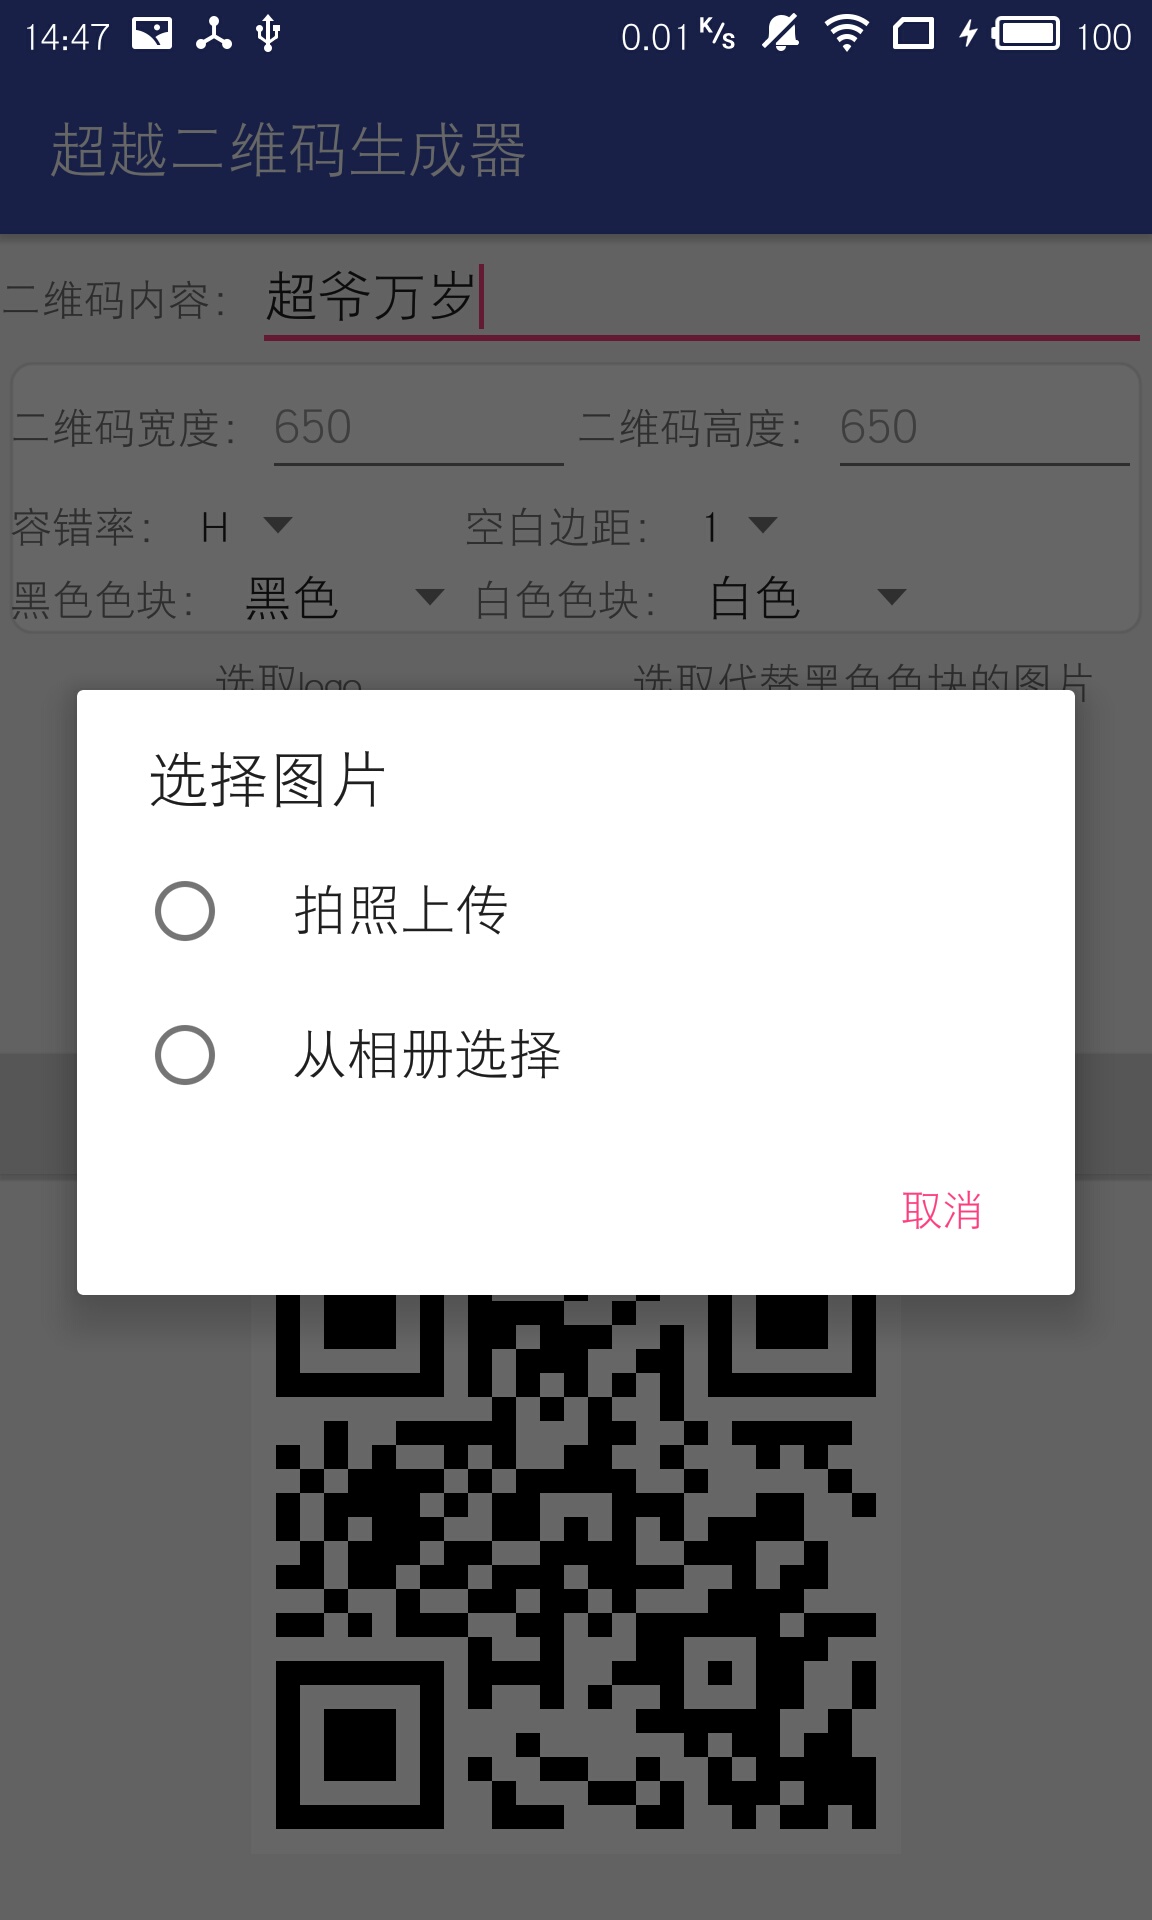 14:47 0.01 K/s 100
超越二维码生成器
二维码内容: 超爷万岁
二维码宽度: 650 二维码高度: 650
容错率: H 空白边距: 1
黑色色块: 黑色 白色色块: 白色
选取logo 选取代替黑色色块的图片
选择图片
拍照上传
从相册选择
取消